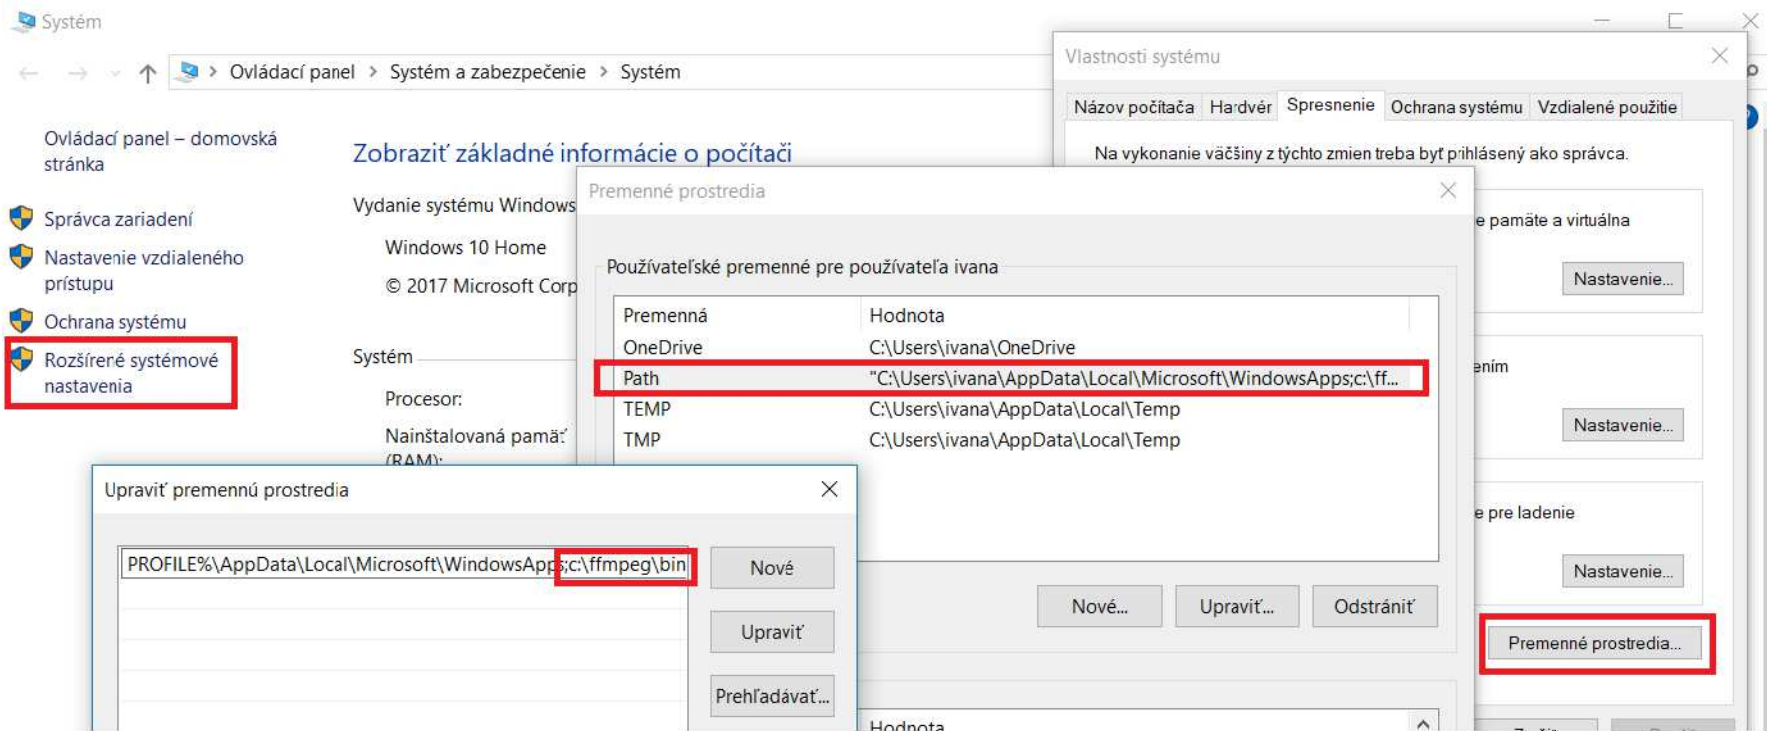 Systém
Ovládací panel > Systém a zabezpečenie > Systém
Ovládací panel – domovská
stránka
Správca zariadení
Nastavenie vzdialeného
prístupu
Ochrana systému
Rozšírené systémové
nastavenia
Zobraziť základné informácie o počítači
Vydanie systému Windows
Windows 10 Home
© 2017 Microsoft Corp
Systém
Procesor:
Nainštalovaná pamäť
(RAM):
Vlastnosti systému
Názov počítača Hardvér Spresnenie Ochrana systému Vzdialené použitie
Na vykonanie väčšiny z týchto zmien treba byť prihlásený ako správca.
e pamäte a virtuálna
Nastavenie...
ením
Nastavenie...
e pre ladenie
Nastavenie...
Premenné prostredia...
Premenné prostredia
Používateľské premenné pre používateľa ivana
Premenná Hodnota
OneDrive C:\Users\ivana\OneDrive
Path "C:\Users\ivana\AppData\Local\Microsoft\WindowsApps;c:\ff...
TEMP C:\Users\ivana\AppData\Local\Temp
TMP C:\Users\ivana\AppData\Local\Temp
Nové... Upraviť... Odstrániť
Hodnota
Upraviť premennú prostredia
PROFILE%\AppData\Local\Microsoft\WindowsApps;c:\ffmpeg\bin
Nové
Upraviť
Prehľadávať...